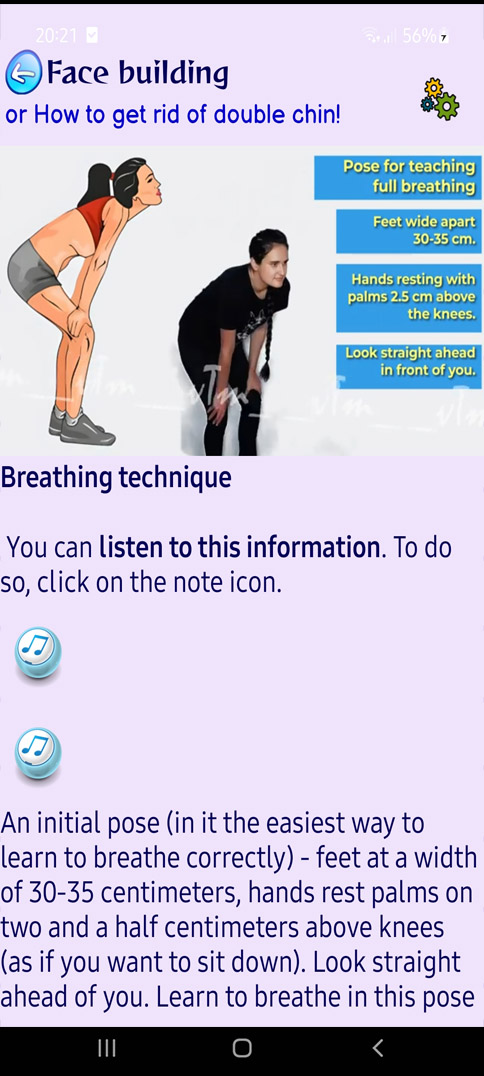 20:21
56%
Face building
or How to get rid of double chin!
Pose for teaching
full breathing
Feet wide apart
30-35 cm.
Hands resting with
palms 2.5 cm above
the knees.
Look straight ahead
in front of you.
vTm
vTm
vTm
vTm
Breathing technique
You can listen to this information. To do
so, click on the note icon.
An initial pose (in it the easiest way to
learn to breathe correctly) - feet at a width
of 30-35 centimeters, hands rest palms on
two and a half centimeters above knees
(as if you want to sit down). Look straight
ahead of you. Learn to breathe in this pose